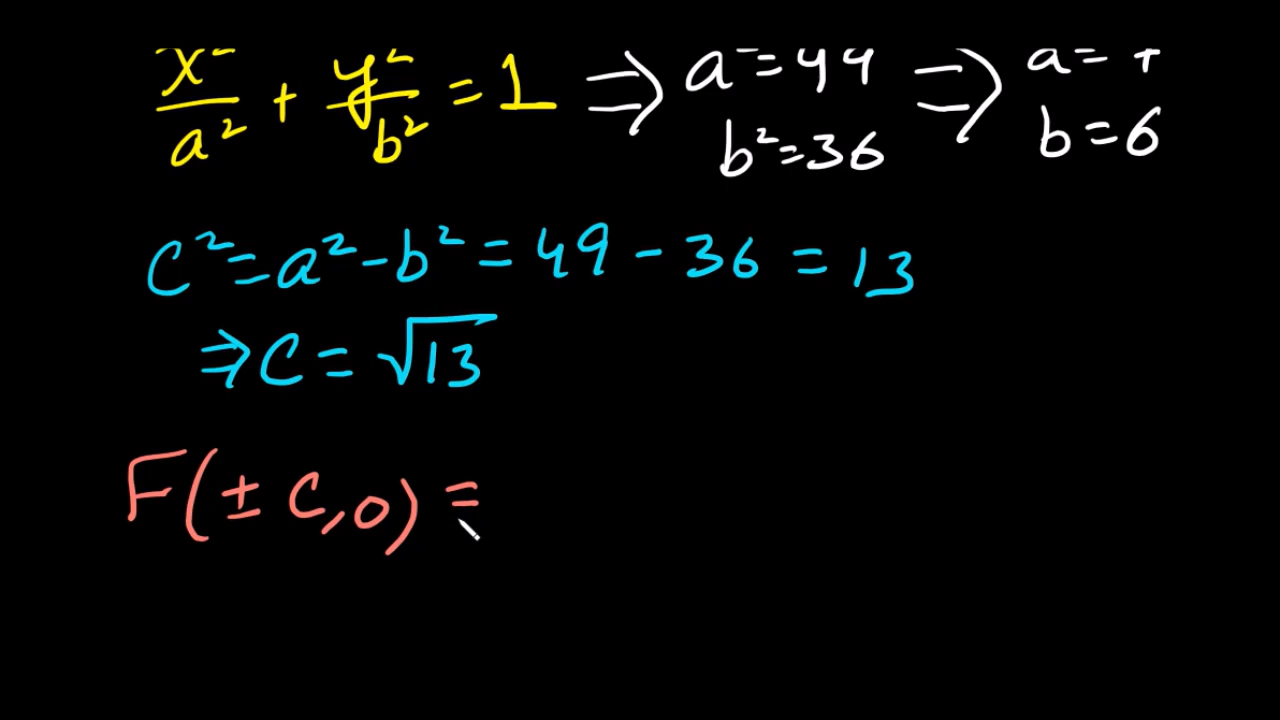 x²/a² + y²/b² = 1 ⇒ a²=49 ⇒ a=7
b²=36 b=6
c²=a²-b²=49-36=13
⇒c=√13
F(±c,0)=